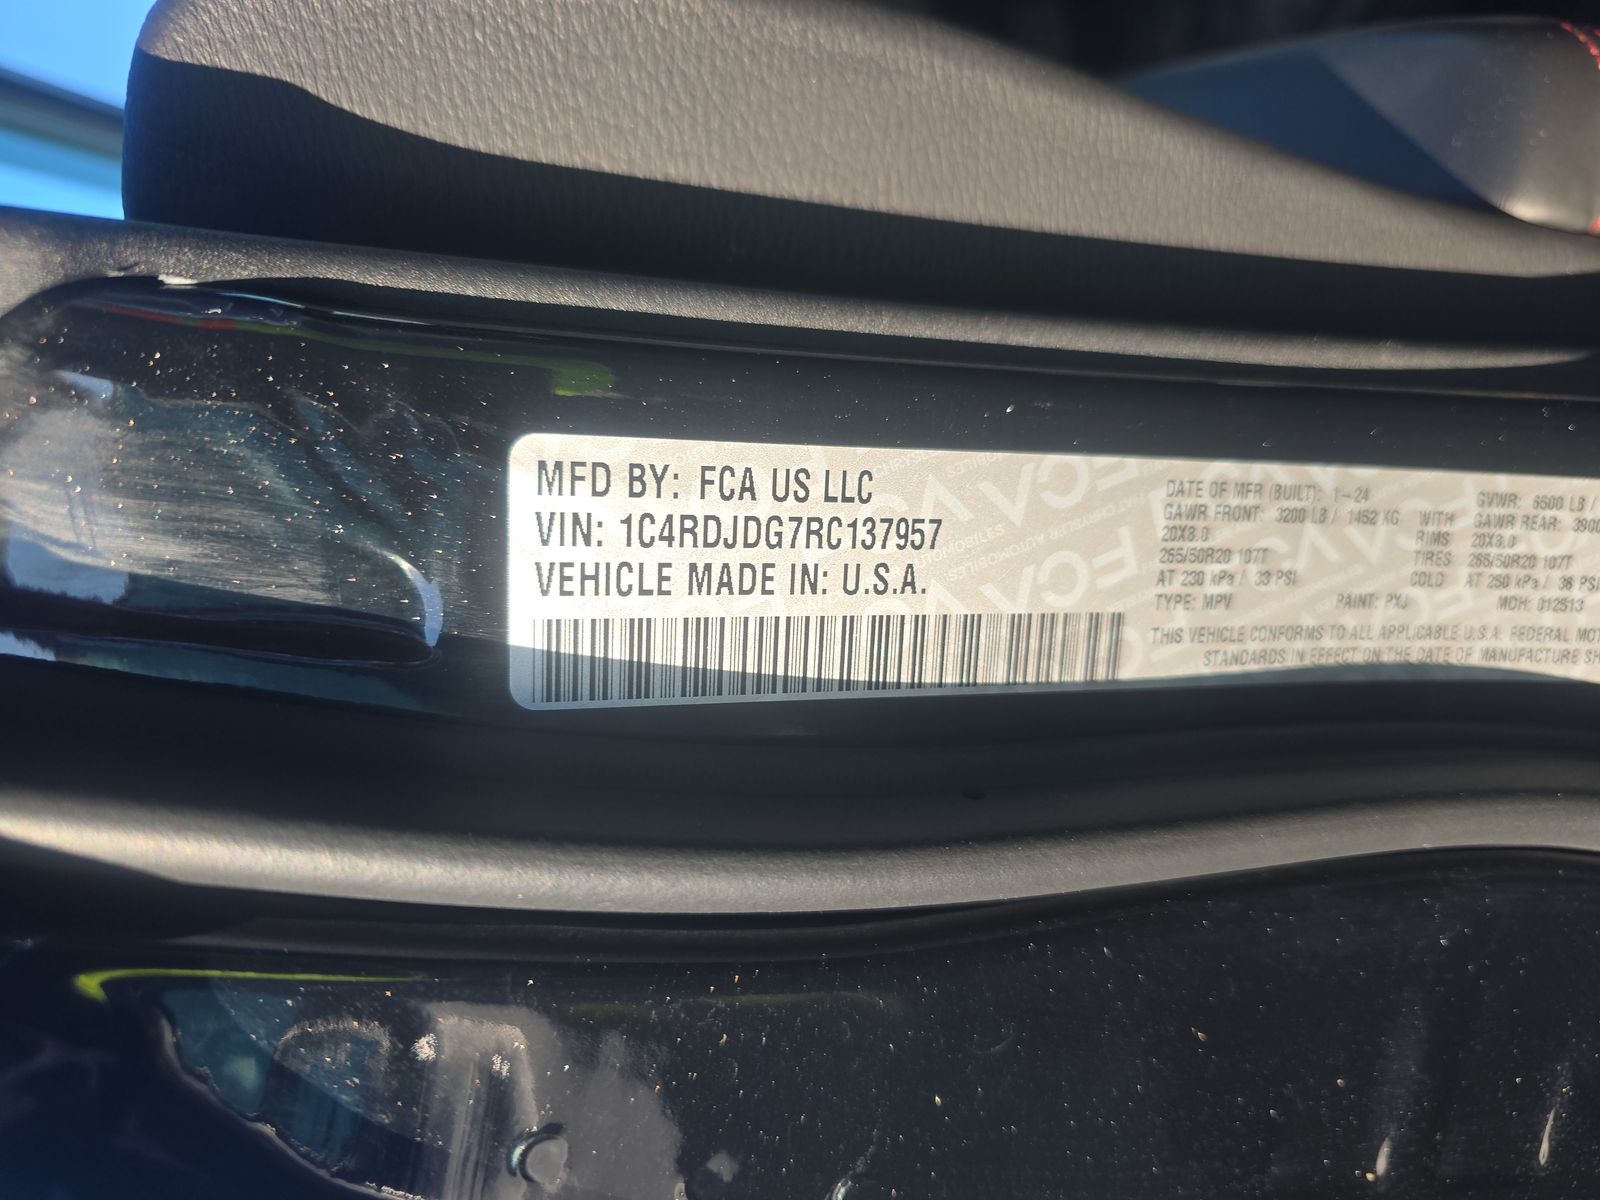 MFD BY: FCA US LLC
VIN: 1C4RDJDG7RC137957
VEHICLE MADE IN: U.S.A.
DATE OF MFR (BUILT): 1-24 GVWR: 6500 LB /
GAWR FRONT: 3200 LB / 1452 KG WITH GAWR REAR: 3900
20X8.0 RIMS 20X8.0
265/50R20 107T TIRES 265/50R20 107T
AT 230 kPa / 33 PSI COLD AT 250 kPa / 36 PSI
TYPE: MPV PAINT: PXJ MDH: 012513
THIS VEHICLE CONFORMS TO ALL APPLICABLE U.S.A. FEDERAL MOT
STANDARDS IN EFFECT ON THE DATE OF MANUFACTURE SH